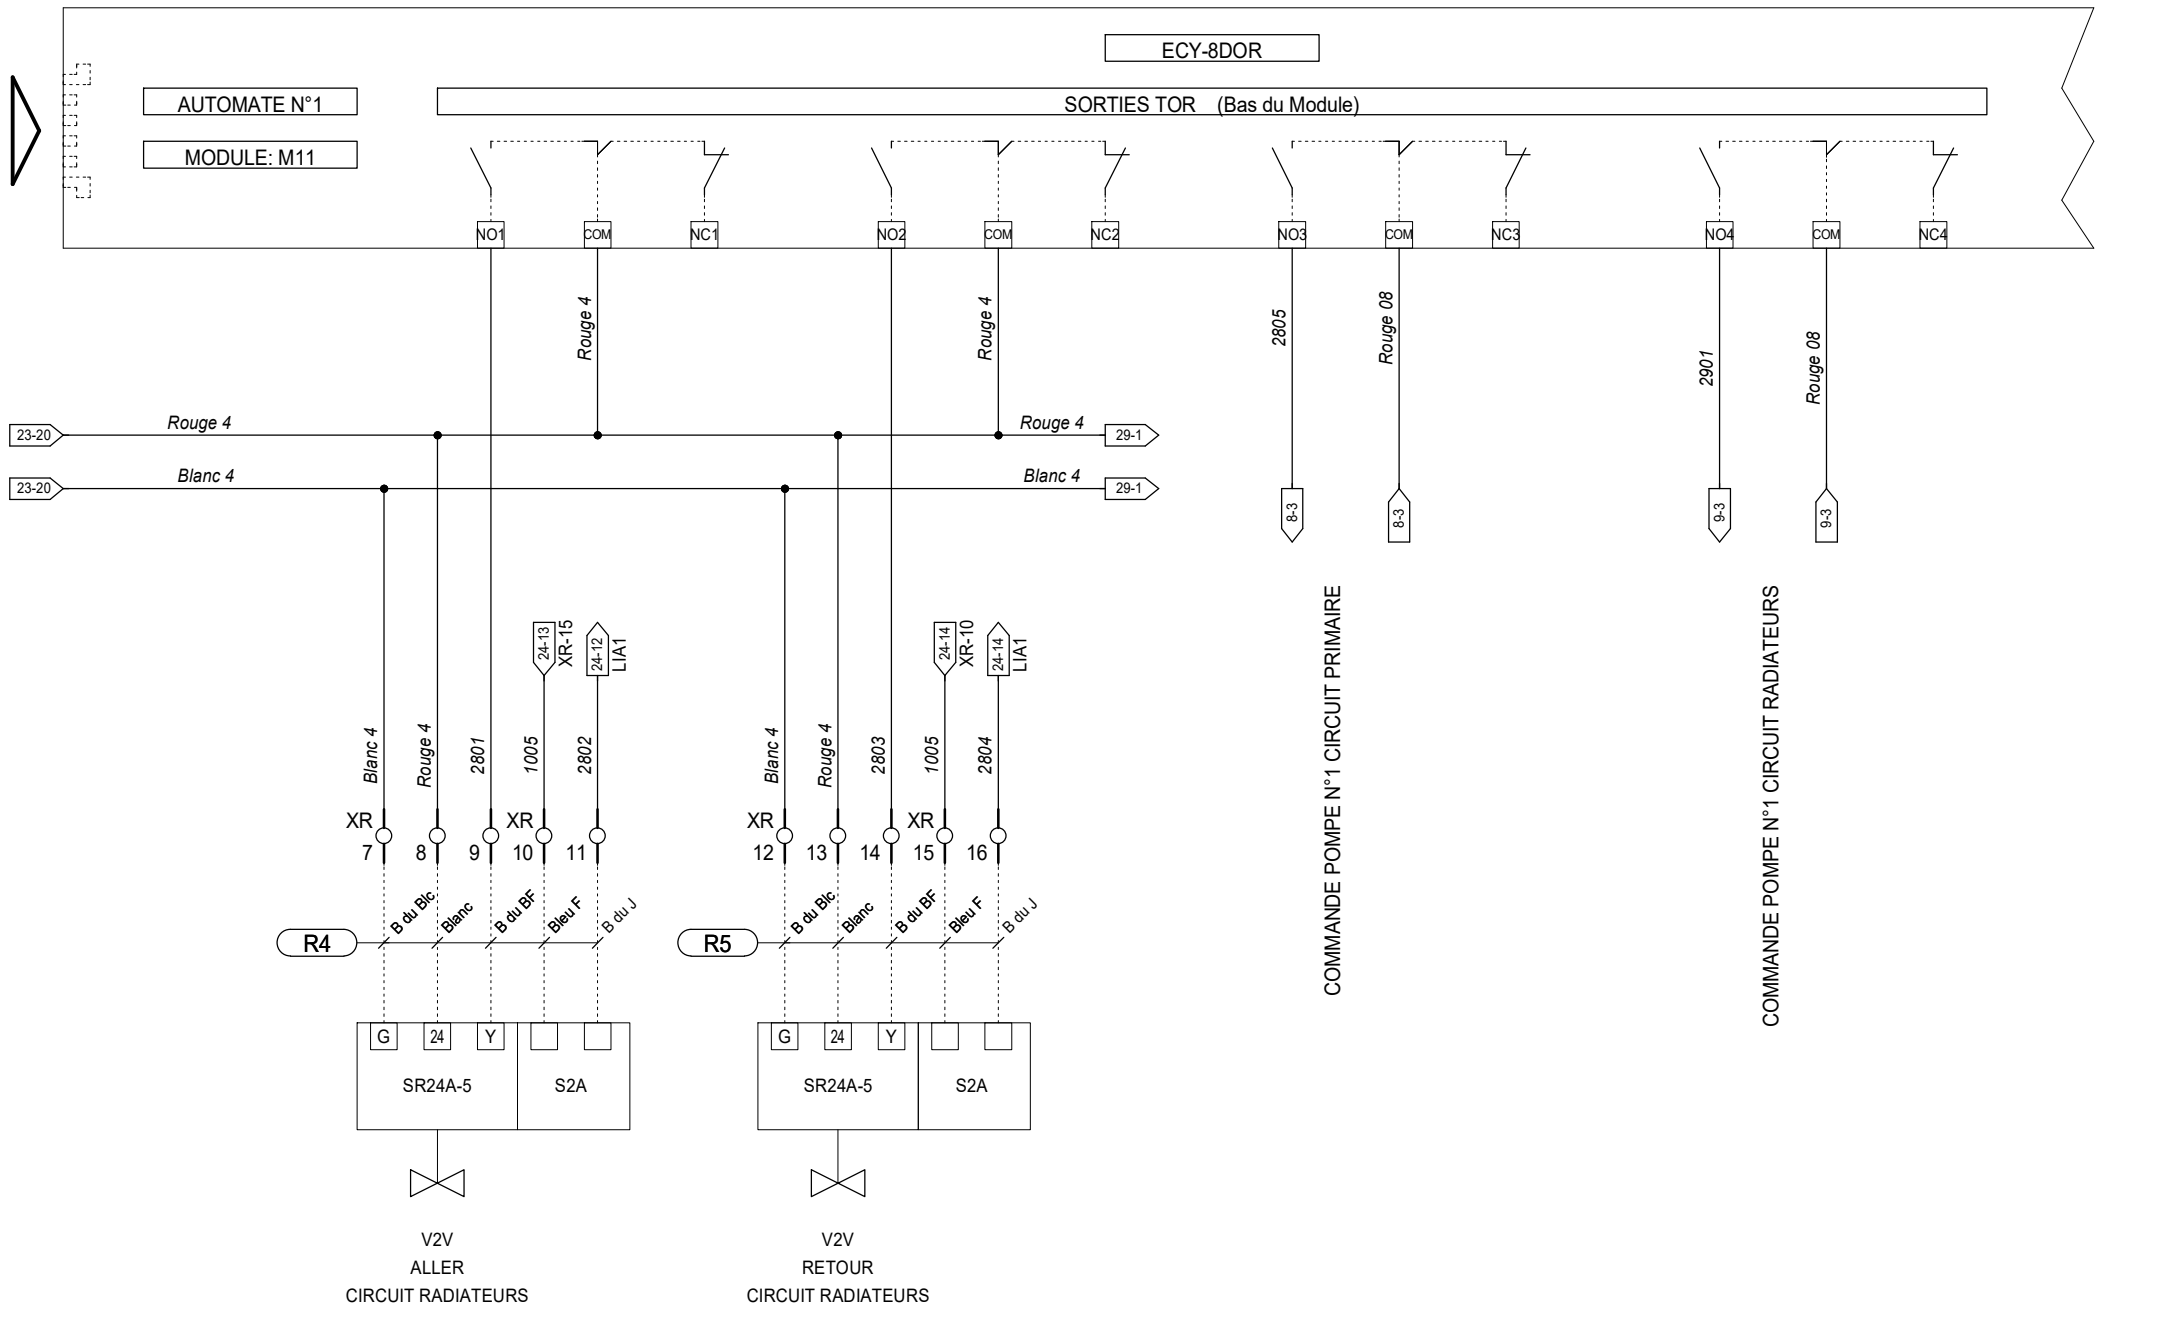 ECY-8DOR
AUTOMATE N°1
SORTIES TOR (Bas du Module)
MODULE: M11
NO1 COM NC1 NO2 COM NC2 NO3 COM NC3 NO4 COM NC4
Rouge 4
Rouge 4
2805
Rouge 08
2901
Rouge 08
23-20 Rouge 4 Rouge 4 29-1
23-20 Blanc 4 Blanc 4 29-1
8-3
8-3
9-3
9-3
24-13
XR-15
24-12
LIA1
24-14
XR-10
24-14
LIA1
COMMANDE POMPE N°1 CIRCUIT PRIMAIRE
COMMANDE POMPE N°1 CIRCUIT RADIATEURS
Blanc 4
Rouge 4
2801
1005
2802
Blanc 4
Rouge 4
2803
1005
2804
XR XR XR XR
7 8 9 10 11 12 13 14 15 16
B du Blc
Blanc
B du BF
Bleu F
B du J
B du Blc
Blanc
B du BF
Bleu F
B du J
R4 R5
G 24 Y G 24 Y
SR24A-5 S2A SR24A-5 S2A
V2V
ALLER
CIRCUIT RADIATEURS
V2V
RETOUR
CIRCUIT RADIATEURS